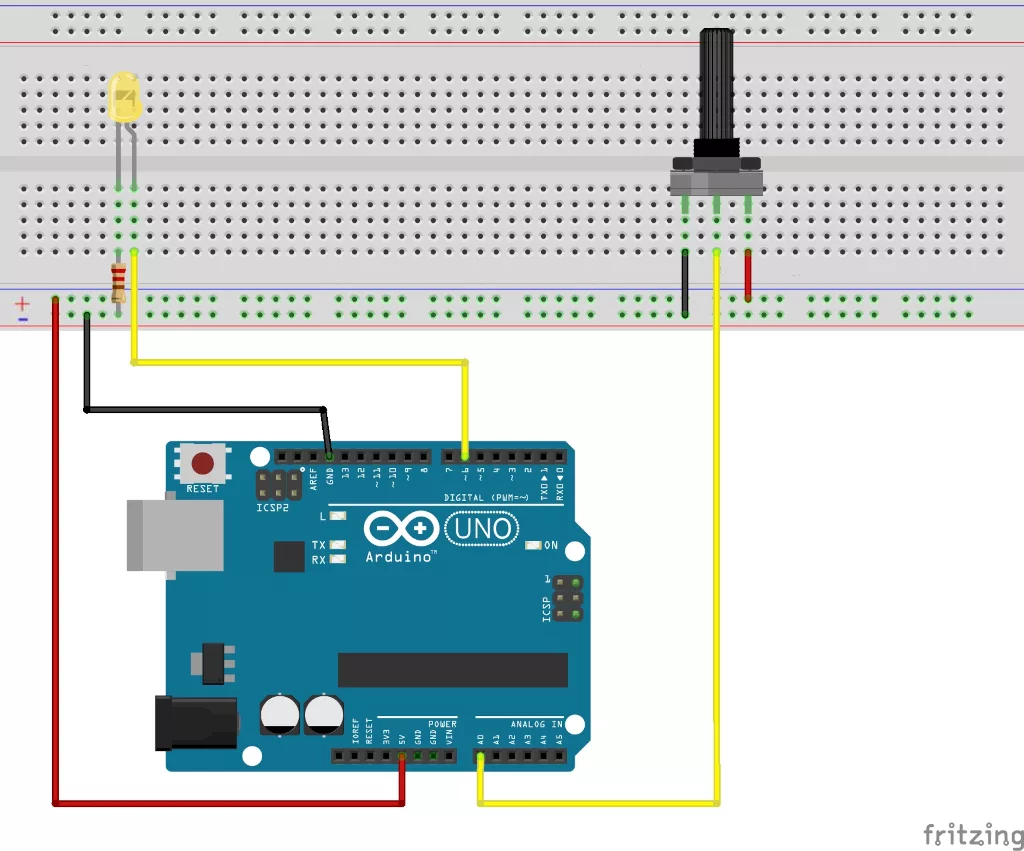 +
-
RESET
AREF
GND
13
12
~11
~10
~9
8
7
~6
~5
4
~3
2
TX0▶1
RX0◀0
ICSP2
DIGITAL (PWM=~)
L
TX
RX
UNO
Arduino™
ON
1
ICSP
POWER
ANALOG IN
IOREF
RESET
3V3
5V
GND
GND
VIN
A0
A1
A2
A3
A4
A5
fritzing